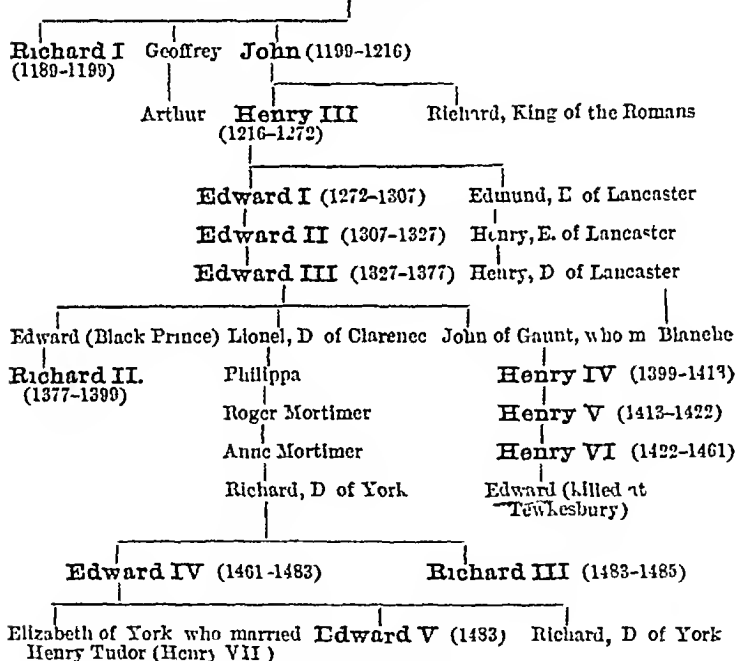 Richard I Geoffrey John (1199-1216)
(1189-1199)
Arthur Henry III Richard, King of the Romans
(1216-1272)
Edward I (1272-1307) Edmund, E of Lancaster
Edward II (1307-1327) Henry, E. of Lancaster
Edward III (1327-1377) Henry, D of Lancaster
Edward (Black Prince) Lionel, D of Clarence John of Gaunt, who m Blanche
Richard II. Philippa Henry IV (1399-1413)
(1377-1399)
Roger Mortimer Henry V (1413-1422)
Anne Mortimer Henry VI (1422-1461)
Richard, D of York Edward (killed at
Tewkesbury)
Edward IV (1461-1483) Richard III (1483-1485)
Elizabeth of York who married Edward V (1483) Richard, D of York
Henry Tudor (Henry VII)